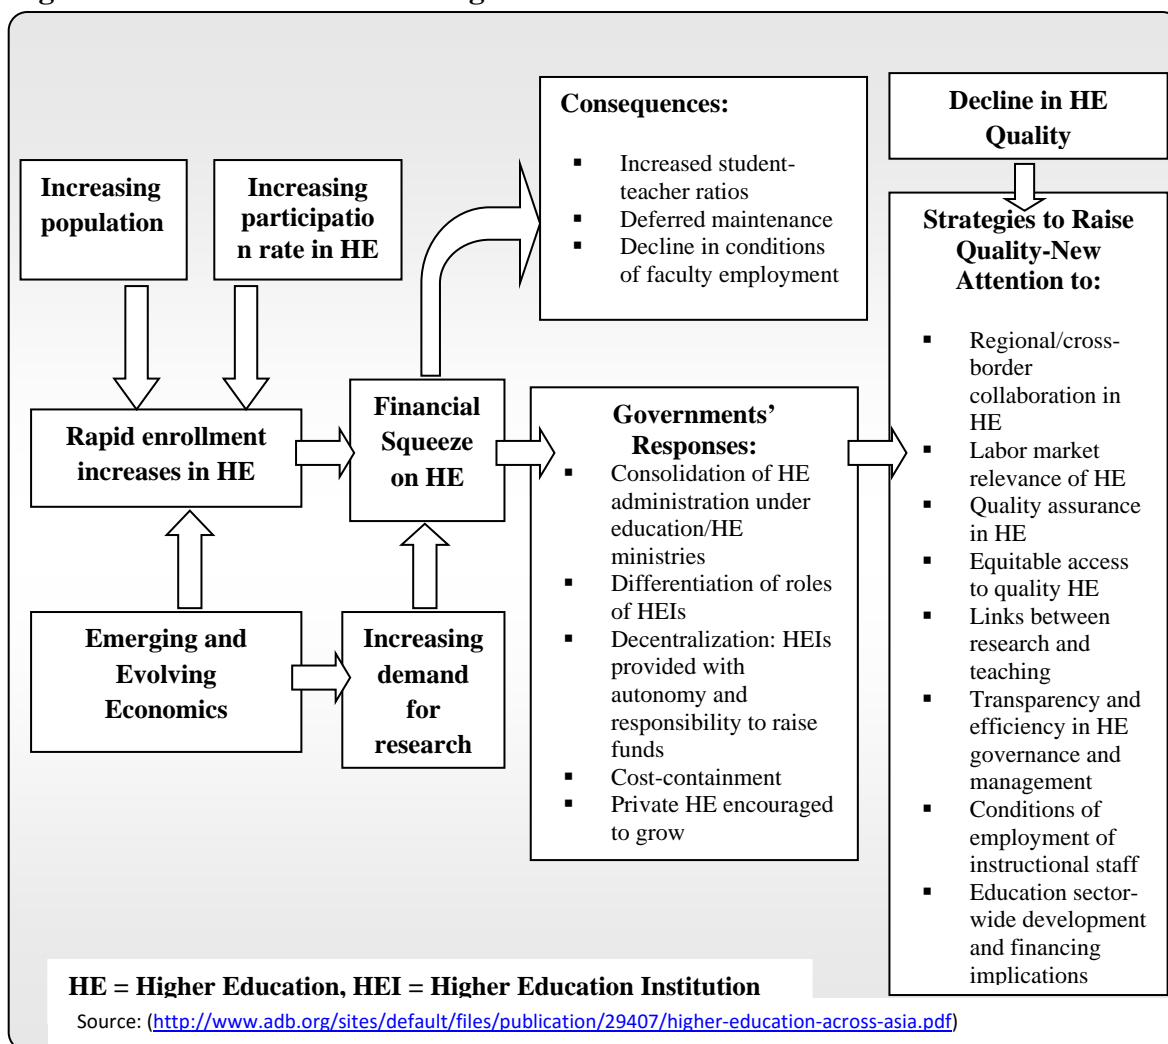 Increasing
population
Increasing
participatio
n rate in HE
Rapid enrollment
increases in HE
Emerging and
Evolving
Economics
Financial
Squeeze
on HE
Increasing
demand
for
research
Consequences:
▪ Increased student-
teacher ratios
▪ Deferred maintenance
▪ Decline in conditions
of faculty employment
Governments’
Responses:
▪ Consolidation of HE
administration under
education/HE
ministries
▪ Differentiation of roles
of HEIs
▪ Decentralization: HEIs
provided with
autonomy and
responsibility to raise
funds
▪ Cost-containment
▪ Private HE encouraged
to grow
Decline in HE
Quality
Strategies to Raise
Quality-New
Attention to:
▪ Regional/cross-
border
collaboration in
HE
▪ Labor market
relevance of HE
▪ Quality assurance
in HE
▪ Equitable access
to quality HE
▪ Links between
research and
teaching
▪ Transparency and
efficiency in HE
governance and
management
▪ Conditions of
employment of
instructional staff
▪ Education sector-
wide development
and financing
implications
HE = Higher Education, HEI = Higher Education Institution
Source: (http://www.adb.org/sites/default/files/publication/29407/higher-education-across-asia.pdf)